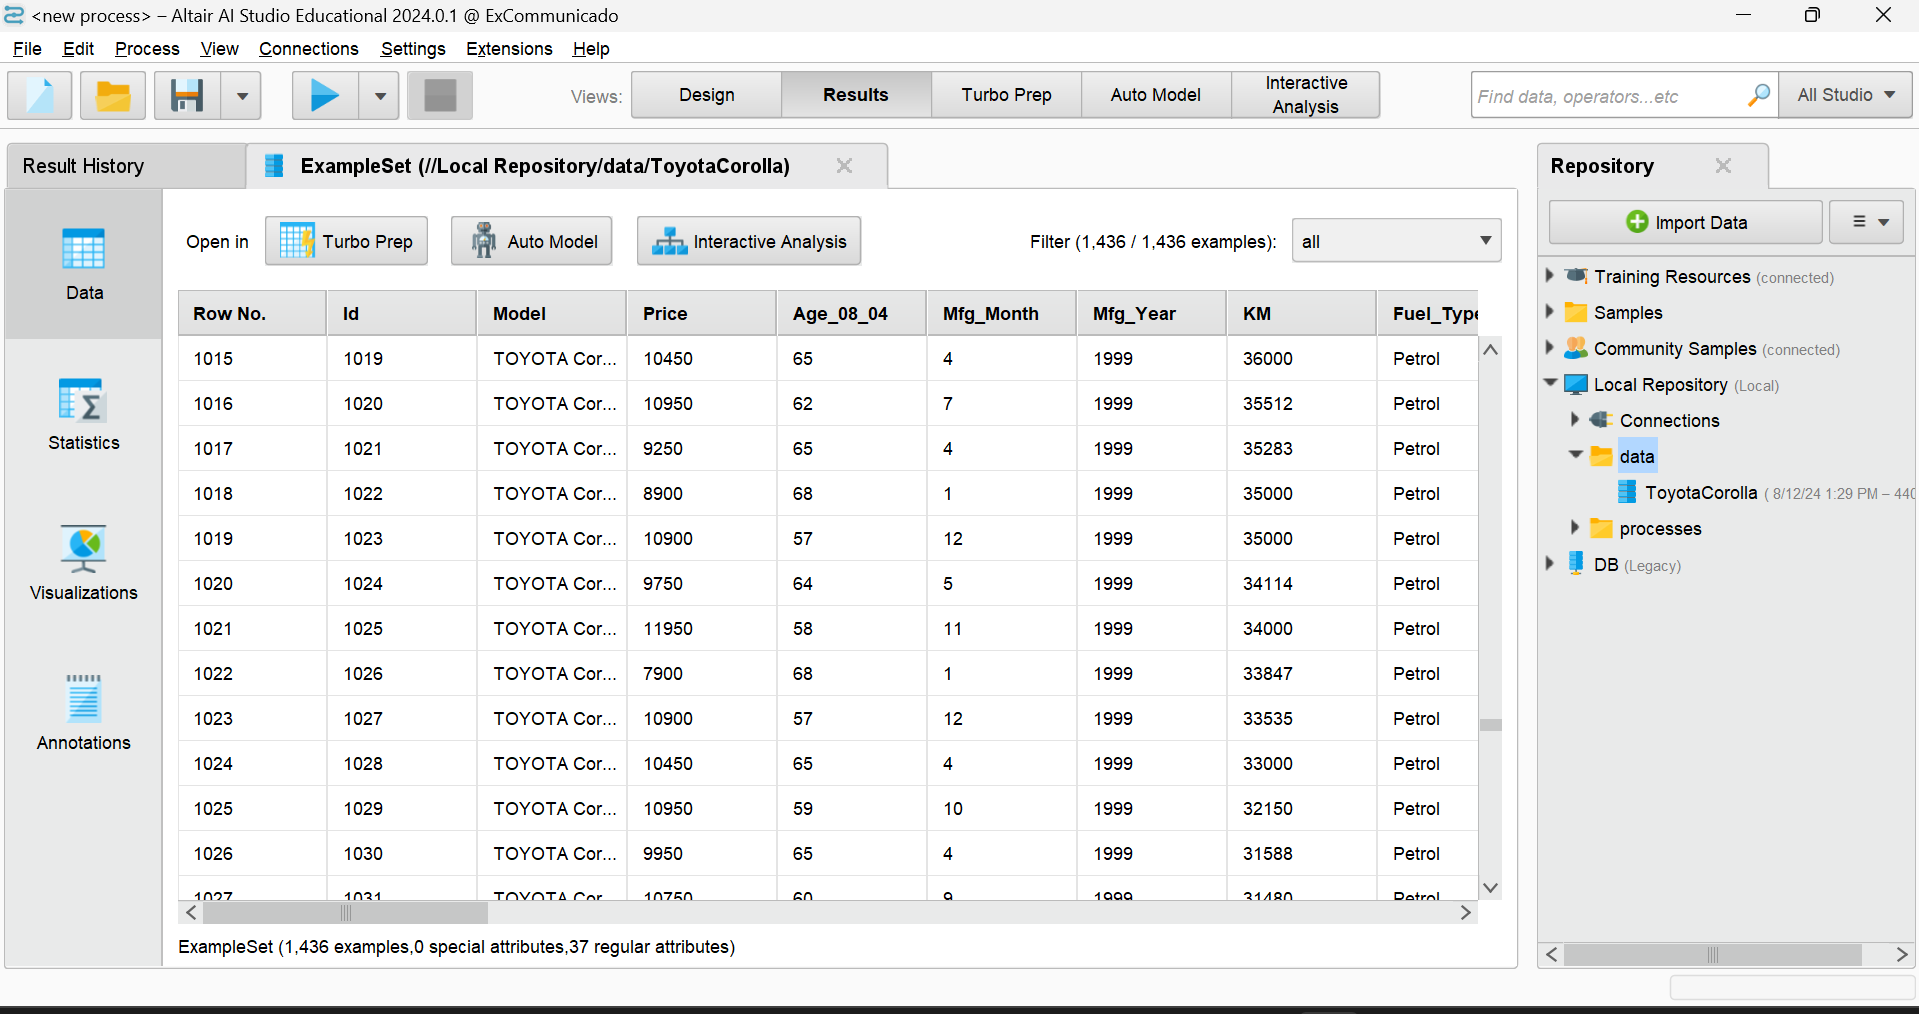 <new process> – Altair AI Studio Educational 2024.0.1 @ ExCommunicado
File Edit Process View Connections Settings Extensions Help
Views: Design Results Turbo Prep Auto Model Interactive Analysis Find data, operators...etc All Studio
Result History ExampleSet (//Local Repository/data/ToyotaCorolla)
Data
Statistics
Visualizations
Annotations
Open in Turbo Prep Auto Model Interactive Analysis Filter (1,436 / 1,436 examples): all
Row No. Id Model Price Age_08_04 Mfg_Month Mfg_Year KM Fuel_Type
1015 1019 TOYOTA Cor... 10450 65 4 1999 36000 Petrol
1016 1020 TOYOTA Cor... 10950 62 7 1999 35512 Petrol
1017 1021 TOYOTA Cor... 9250 65 4 1999 35283 Petrol
1018 1022 TOYOTA Cor... 8900 68 1 1999 35000 Petrol
1019 1023 TOYOTA Cor... 10900 57 12 1999 35000 Petrol
1020 1024 TOYOTA Cor... 9750 64 5 1999 34114 Petrol
1021 1025 TOYOTA Cor... 11950 58 11 1999 34000 Petrol
1022 1026 TOYOTA Cor... 7900 68 1 1999 33847 Petrol
1023 1027 TOYOTA Cor... 10900 57 12 1999 33535 Petrol
1024 1028 TOYOTA Cor... 10450 65 4 1999 33000 Petrol
1025 1029 TOYOTA Cor... 10950 59 10 1999 32150 Petrol
1026 1030 TOYOTA Cor... 9950 65 4 1999 31588 Petrol
1027 1031 TOYOTA Cor... 10750 60 9 1999 31480 Petrol
ExampleSet (1,436 examples,0 special attributes,37 regular attributes)
Repository
Import Data
Training Resources (connected)
Samples
Community Samples (connected)
Local Repository (Local)
Connections
data
ToyotaCorolla ( 8/12/24 1:29 PM – 440
processes
DB (Legacy)